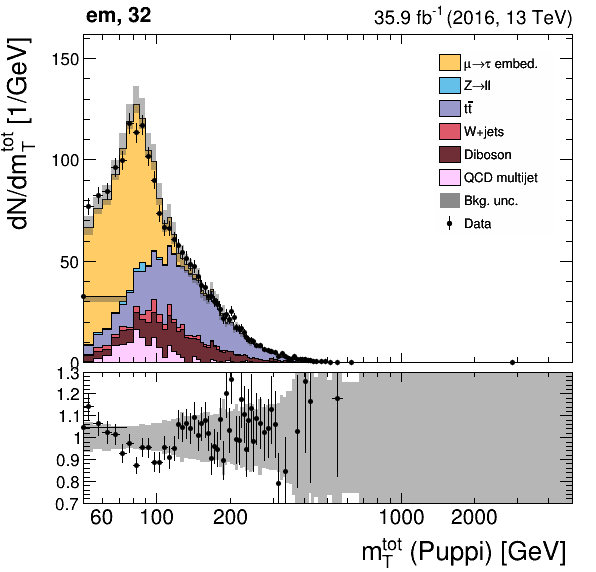 em, 32
35.9 fb⁻¹ (2016, 13 TeV)
dN/dm_T^tot [1/GeV]
150
100
50
0
μ→τ embed.
Z→ll
tt̄
W+jets
Diboson
QCD multijet
Bkg. unc.
Data
1.3
1.2
1.1
1
0.9
0.8
0.7
60
100
200
1000
2000
m_T^tot (Puppi) [GeV]